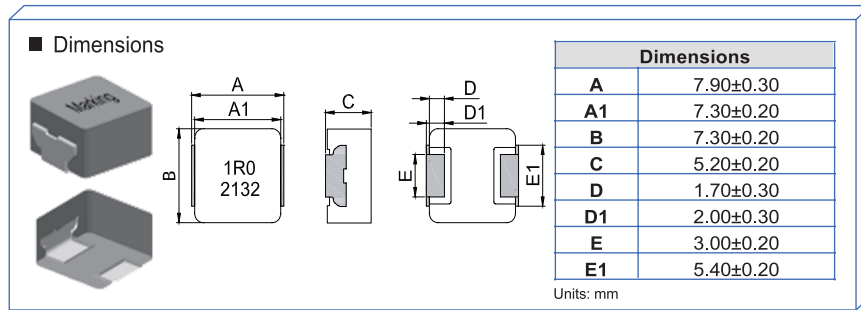 ■ Dimensions
Marking
A
A1
B
1R0
2132
C
D
D1
E
E1
Dimensions
A 7.90±0.30
A1 7.30±0.20
B 7.30±0.20
C 5.20±0.20
D 1.70±0.30
D1 2.00±0.30
E 3.00±0.20
E1 5.40±0.20
Units: mm